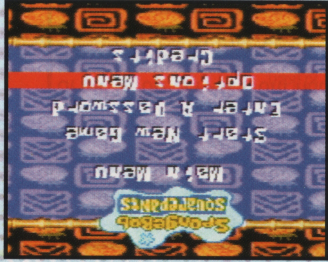 SPONGEBOB
SQUAREPANTS
Main Menu
Start New Game
Enter A Password
Options Menu
Credits